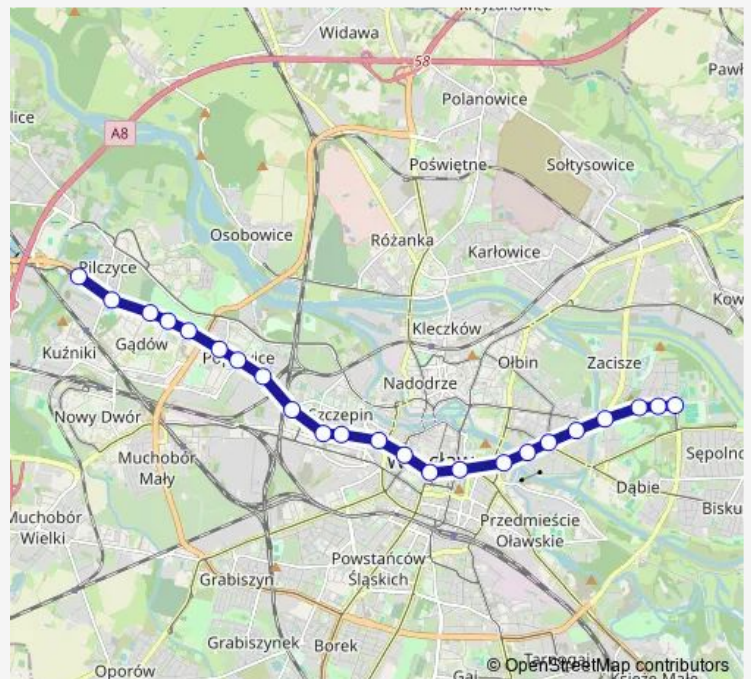 Krzyżanowice
Widawa
58
Pawł
Polanowice
lice
A8
Poświętne
Sołtysowice
Osobowice
Różanka
Karłowice
Pilczyce
Kow
Kleczków
Kuźniki
Gądów
Ołbin
Zacisze
Nadodrze
Nowy Dwór
Szczepin
Sępolno
Muchobór
Mały
Dąbie
Bisku
Muchobór
Wielki
Przedmieście
Oławskie
Powstańców
Śląskich
Grabiszyn
Grabiszynek
Borek
Gaj
Oporów
© OpenStreetMap contributors